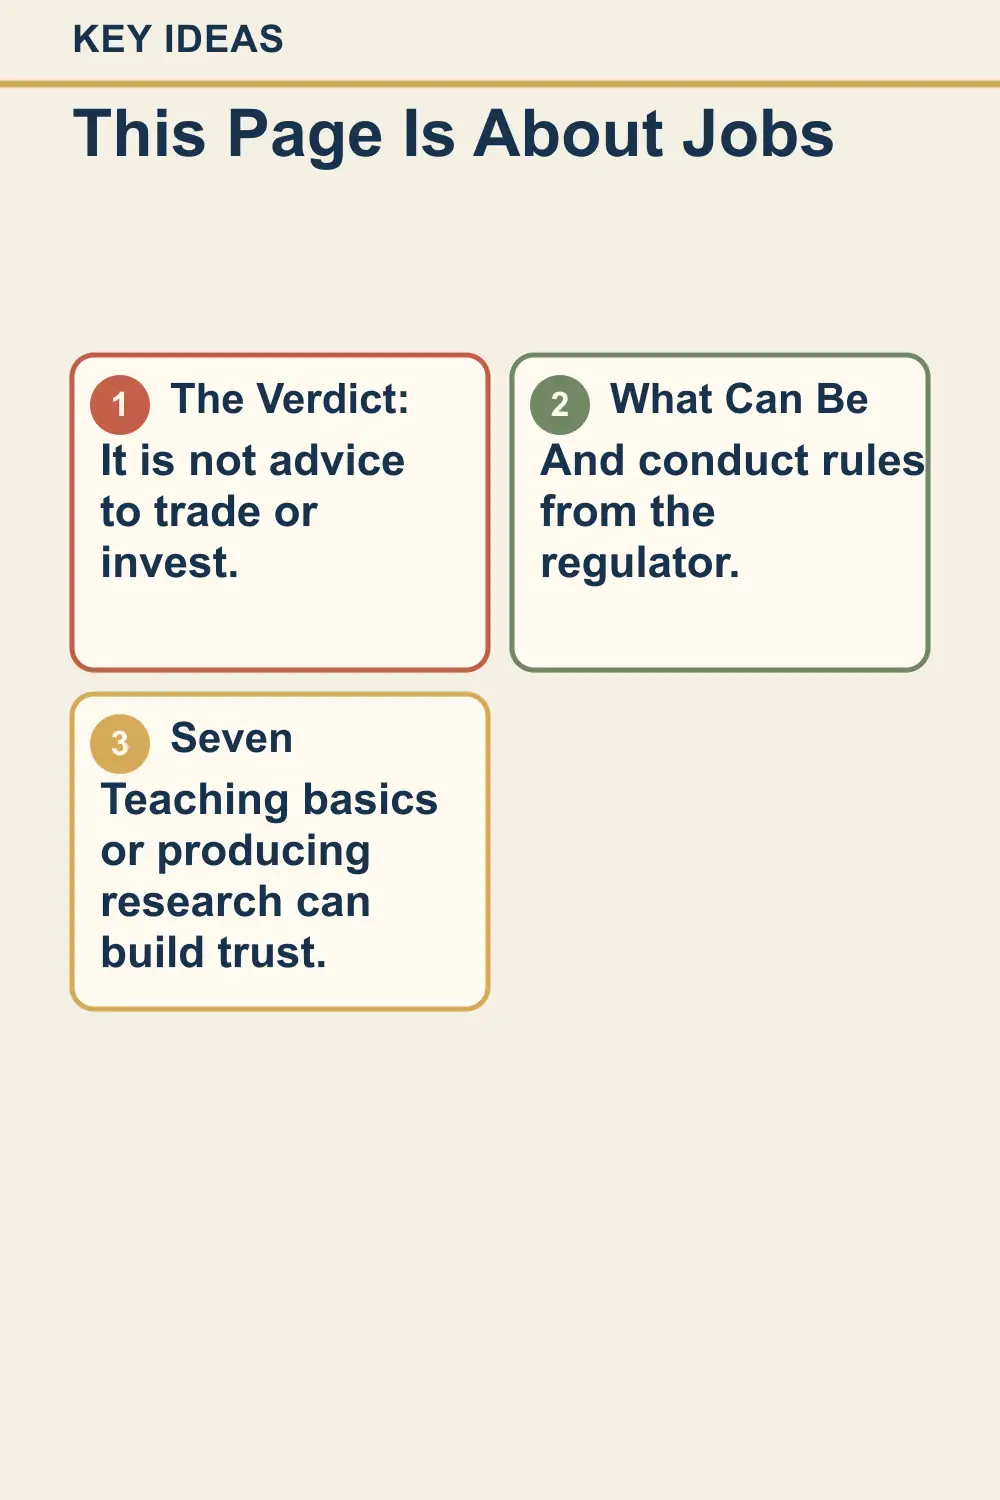 KEY IDEAS
This Page Is About Jobs
1 The Verdict:
It is not advice
to trade or
invest.
2 What Can Be
And conduct rules
from the
regulator.
3 Seven
Teaching basics
or producing
research can
build trust.